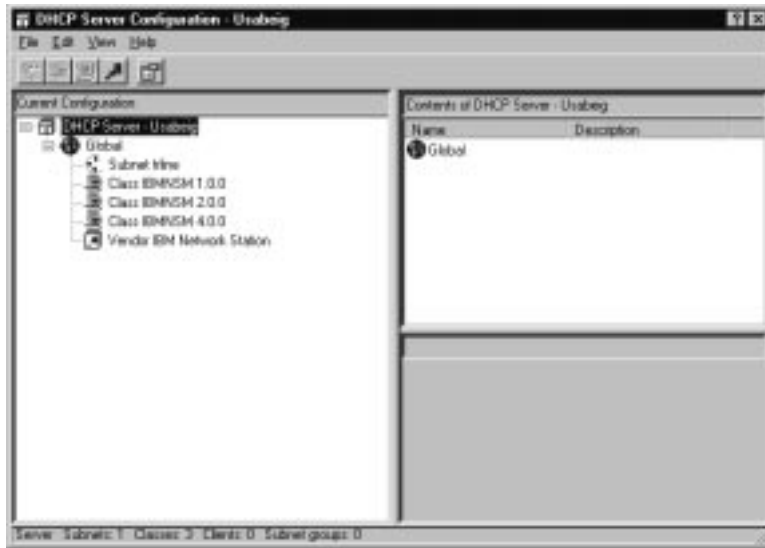 DHCP Server Configuration - Usabeig
File Edit View Help
Current Configuration
DHCP Server - Usabeig
Global
Subnet
Class IBMNSM 1.0.0
Class IBMNSM 2.0.0
Class IBMNSM 4.0.0
Vendor IBM Network Station
Contents of DHCP Server - Usabeig
Name Description
Global
Server Subnets: 1 Classes: 3 Clients: 0 Subnet groups: 0